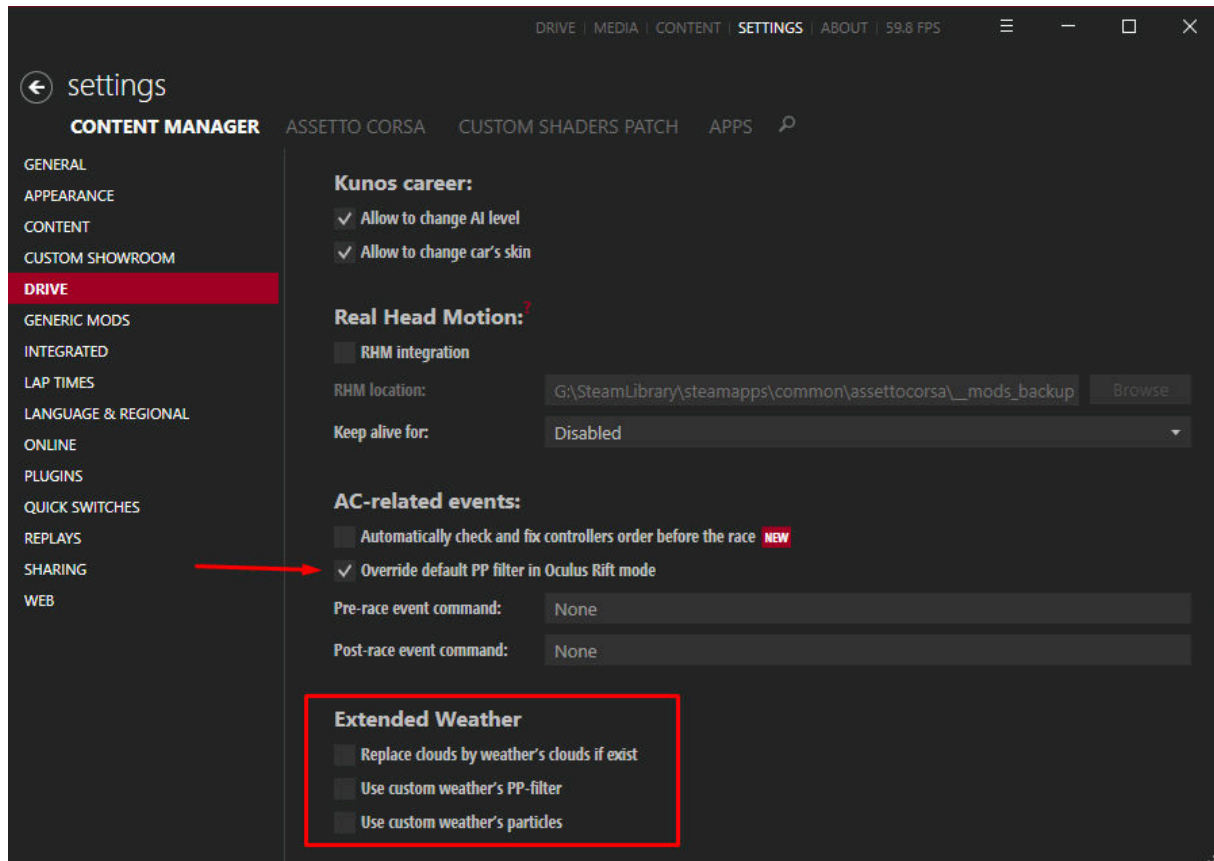 DRIVE | MEDIA | CONTENT | SETTINGS | ABOUT | 59.8 FPS
settings
CONTENT MANAGER ASSETTO CORSA CUSTOM SHADERS PATCH APPS
GENERAL
APPEARANCE
CONTENT
CUSTOM SHOWROOM
DRIVE
GENERIC MODS
INTEGRATED
LAP TIMES
LANGUAGE & REGIONAL
ONLINE
PLUGINS
QUICK SWITCHES
REPLAYS
SHARING
WEB
Kunos career:
Allow to change AI level
Allow to change car's skin
Real Head Motion:?
RHM integration
RHM location: G:\SteamLibrary\steamapps\common\assettocorsa\__mods_backup Browse
Keep alive for: Disabled
AC-related events:
Automatically check and fix controllers order before the race NEW
Override default PP filter in Oculus Rift mode
Pre-race event command: None
Post-race event command: None
Extended Weather
Replace clouds by weather's clouds if exist
Use custom weather's PP-filter
Use custom weather's particles